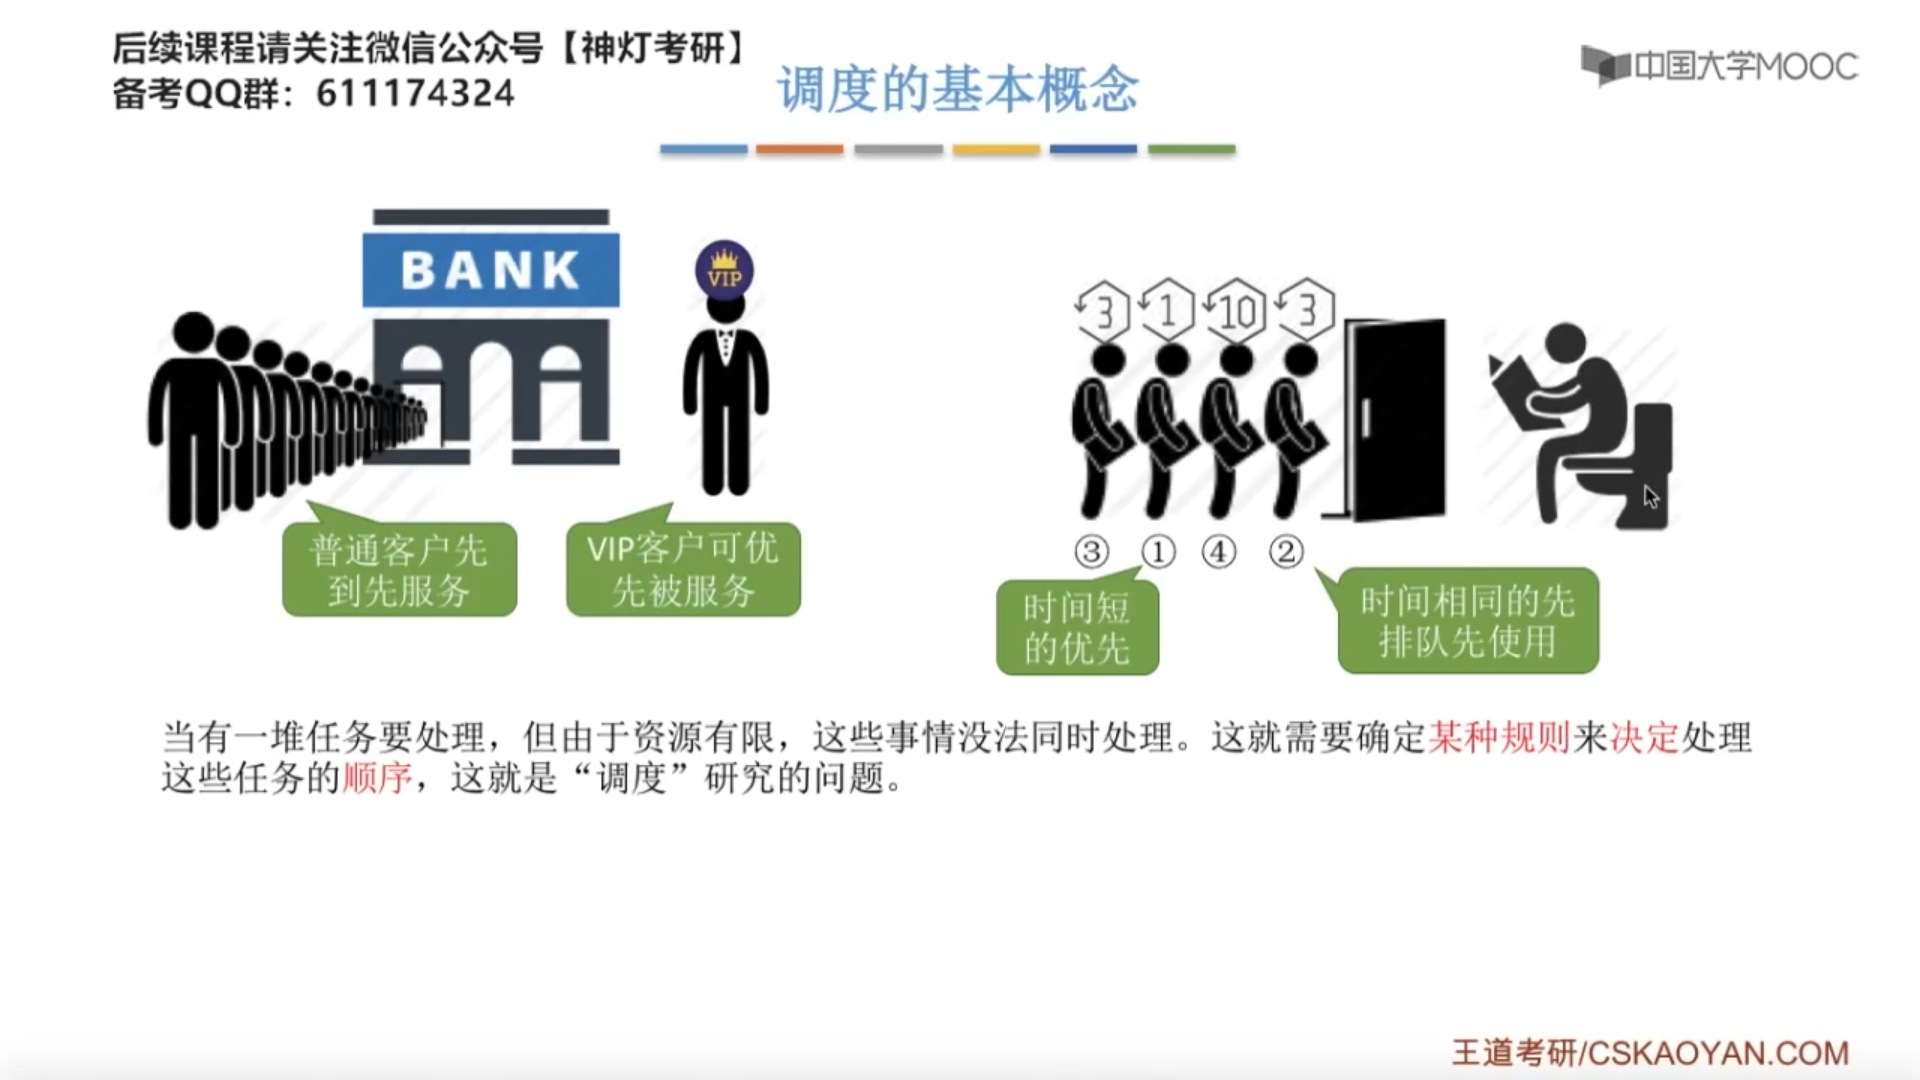 后续课程请关注微信公众号【神灯考研】
备考QQ群：611174324
中国大学MOOC
调度的基本概念
BANK
VIP
3 1 10 3
③ ① ④ ②
普通客户先
到先服务
VIP客户可优
先被服务
时间短
的优先
时间相同的先
排队先使用
当有一堆任务要处理，但由于资源有限，这些事情没法同时处理。这就需要确定某种规则来决定处理
这些任务的顺序，这就是“调度”研究的问题。
王道考研/CSKAOYAN.COM